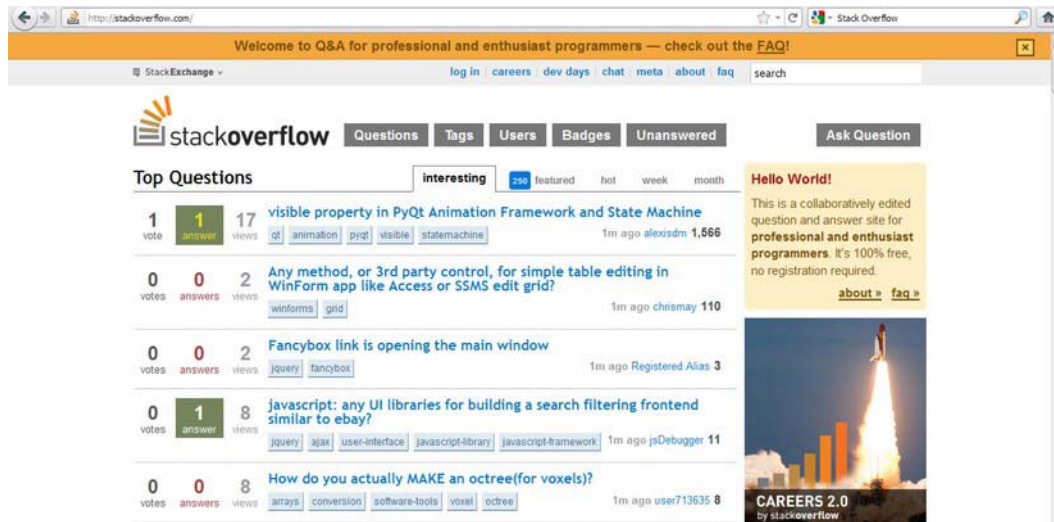 http://stackoverflow.com/
Stack Overflow
Welcome to Q&A for professional and enthusiast programmers — check out the FAQ!
StackExchange
log in | careers | dev days | chat | meta | about | faq
search
stackoverflow
Questions
Tags
Users
Badges
Unanswered
Ask Question
Top Questions
interesting
250 featured
hot
week
month
1 vote
1 answer
17 views
visible property in PyQt Animation Framework and State Machine
qt animation pyqt visible statemachine
1m ago alexisdm 1,566
0 votes
0 answers
2 views
Any method, or 3rd party control, for simple table editing in
WinForm app like Access or SSMS edit grid?
winforms grid
1m ago chrismay 110
0 votes
0 answers
2 views
Fancybox link is opening the main window
jquery fancybox
1m ago Registered Alias 3
0 votes
1 answer
8 views
javascript: any UI libraries for building a search filtering frontend
similar to ebay?
jquery ajax user-interface javascript-library javascript-framework
1m ago jsDebugger 11
0 votes
0 answers
8 views
How do you actually MAKE an octree(for voxels)?
arrays conversion software-tools voxel octree
1m ago user713635 8
Hello World!
This is a collaboratively edited
question and answer site for
professional and enthusiast
programmers. It's 100% free,
no registration required.
about » faq »
CAREERS 2.0
by stackoverflow